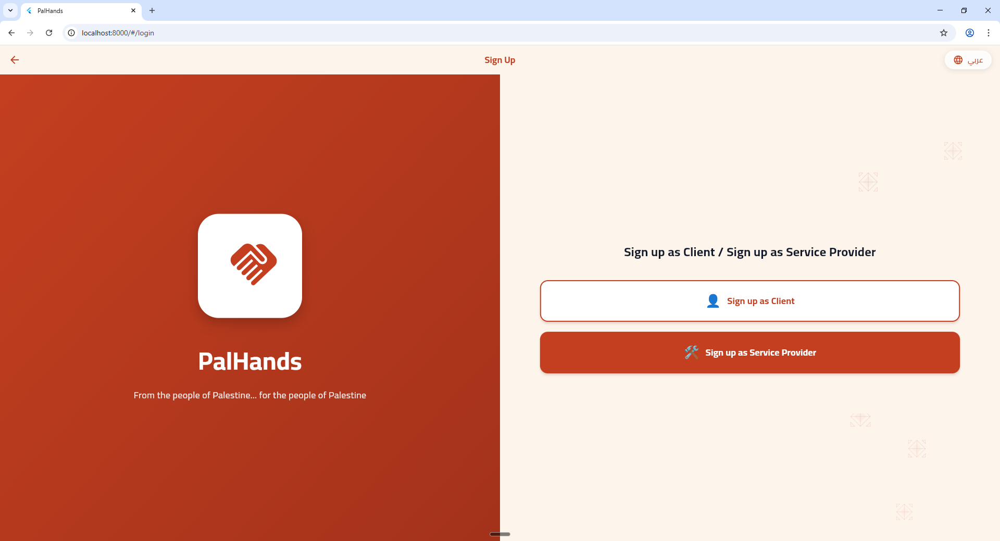 PalHands
localhost:8000/#/login
Sign Up
عربي
PalHands
From the people of Palestine... for the people of Palestine
Sign up as Client / Sign up as Service Provider
Sign up as Client
Sign up as Service Provider